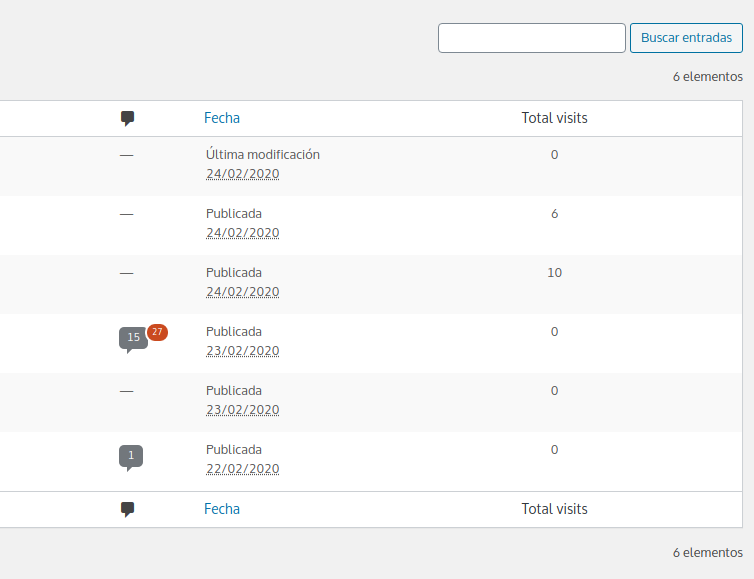 Buscar entradas
6 elementos
Fecha Total visits
— Última modificación 0
24/02/2020
— Publicada 6
24/02/2020
— Publicada 10
24/02/2020
15 27 Publicada 0
23/02/2020
— Publicada 0
23/02/2020
1 Publicada 0
22/02/2020
Fecha Total visits
6 elementos